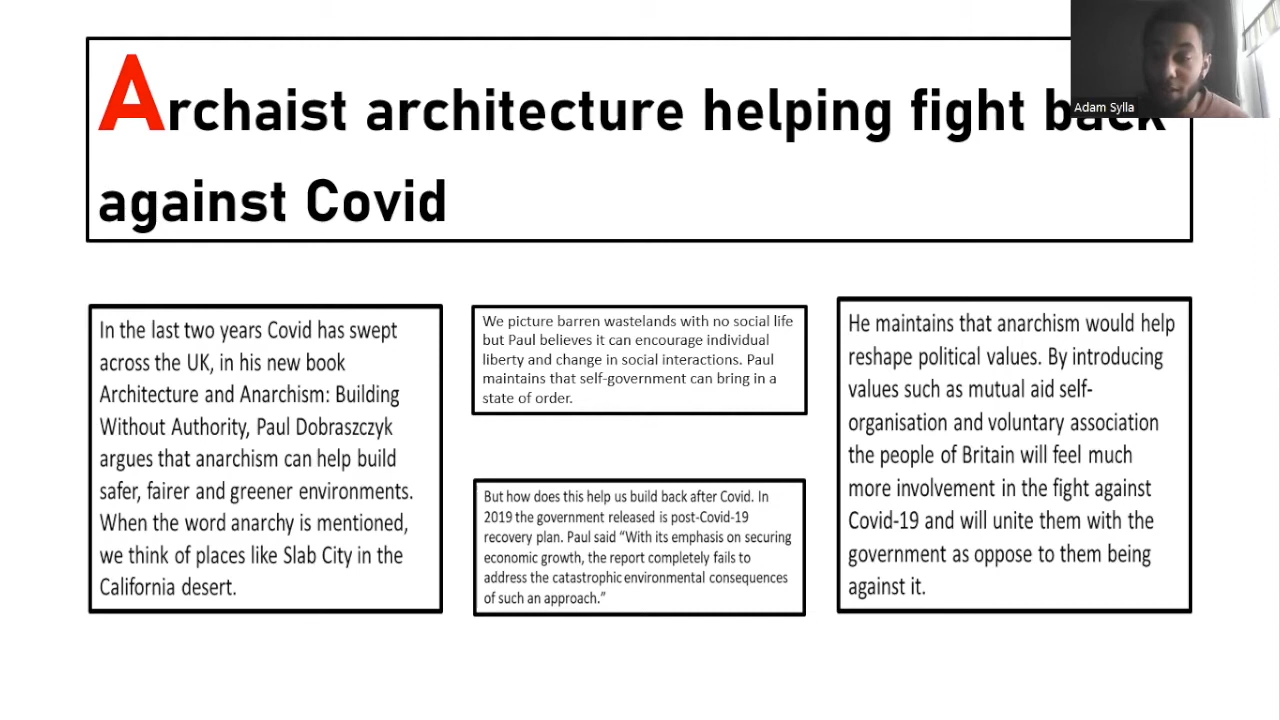 Archaist architecture helping fight back
against Covid
Adam Sylla
In the last two years Covid has swept
across the UK, in his new book
Architecture and Anarchism: Building
Without Authority, Paul Dobraszczyk
argues that anarchism can help build
safer, fairer and greener environments.
When the word anarchy is mentioned,
we think of places like Slab City in the
California desert.
We picture barren wastelands with no social life
but Paul believes it can encourage individual
liberty and change in social interactions. Paul
maintains that self-government can bring in a
state of order.
But how does this help us build back after Covid. In
2019 the government released is post-Covid-19
recovery plan. Paul said “With its emphasis on securing
economic growth, the report completely fails to
address the catastrophic environmental consequences
of such an approach.”
He maintains that anarchism would help
reshape political values. By introducing
values such as mutual aid self-
organisation and voluntary association
the people of Britain will feel much
more involvement in the fight against
Covid-19 and will unite them with the
government as oppose to them being
against it.